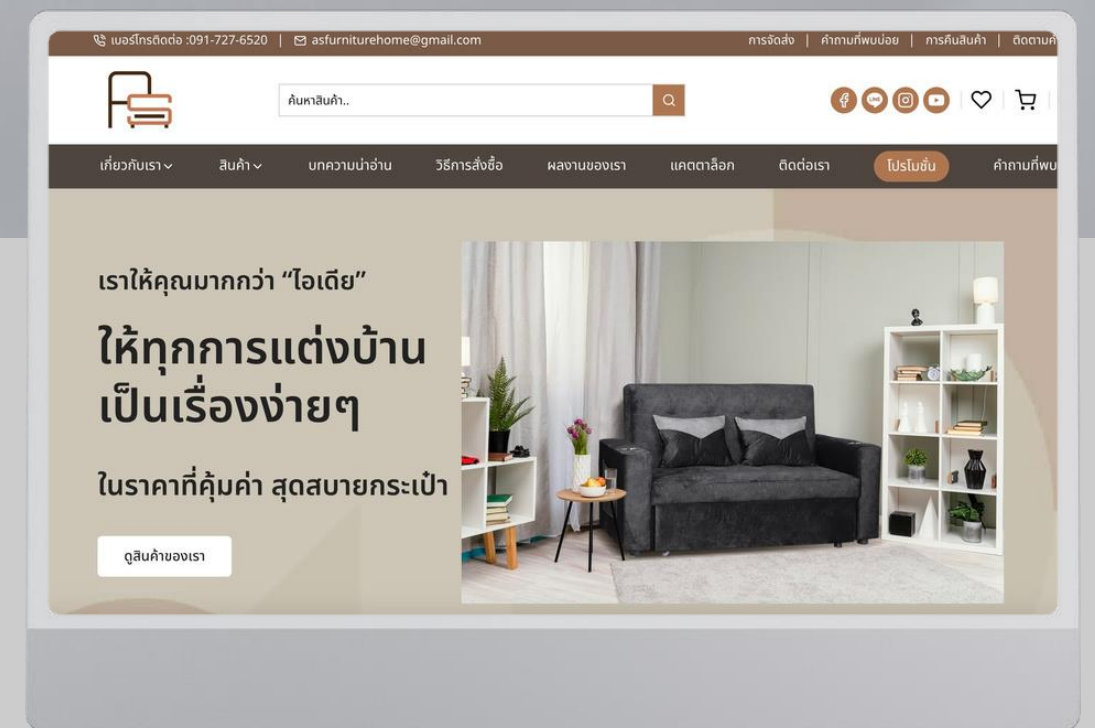 เบอร์โทรติดต่อ :091-727-6520 | asfurniturehome@gmail.com การจัดส่ง | คำถามที่พบบ่อย | การคืนสินค้า | ติดตามคำ
ค้นหาสินค้า..
LINE
เกี่ยวกับเรา สินค้า บทความน่าอ่าน วิธีการสั่งซื้อ ผลงานของเรา แคตตาล็อก ติดต่อเรา โปรโมชั่น คำถามที่พบ
เราให้คุณมากกว่า “ไอเดีย”
ให้ทุกการแต่งบ้าน
เป็นเรื่องง่ายๆ
ในราคาที่คุ้มค่า สุดสบายกระเป๋า
ดูสินค้าของเรา